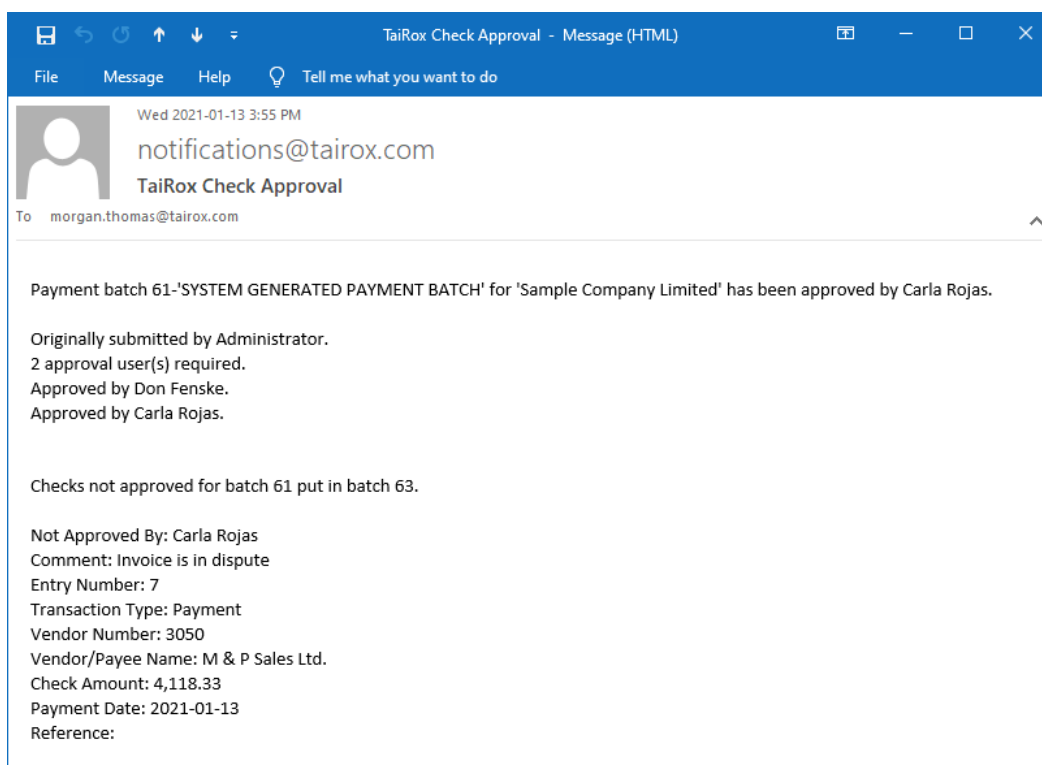 TaiRox Check Approval - Message (HTML)
File Message Help Tell me what you want to do
Wed 2021-01-13 3:55 PM
notifications@tairox.com
TaiRox Check Approval
To morgan.thomas@tairox.com
Payment batch 61-'SYSTEM GENERATED PAYMENT BATCH' for 'Sample Company Limited' has been approved by Carla Rojas.
Originally submitted by Administrator.
2 approval user(s) required.
Approved by Don Fenske.
Approved by Carla Rojas.
Checks not approved for batch 61 put in batch 63.
Not Approved By: Carla Rojas
Comment: Invoice is in dispute
Entry Number: 7
Transaction Type: Payment
Vendor Number: 3050
Vendor/Payee Name: M & P Sales Ltd.
Check Amount: 4,118.33
Payment Date: 2021-01-13
Reference: